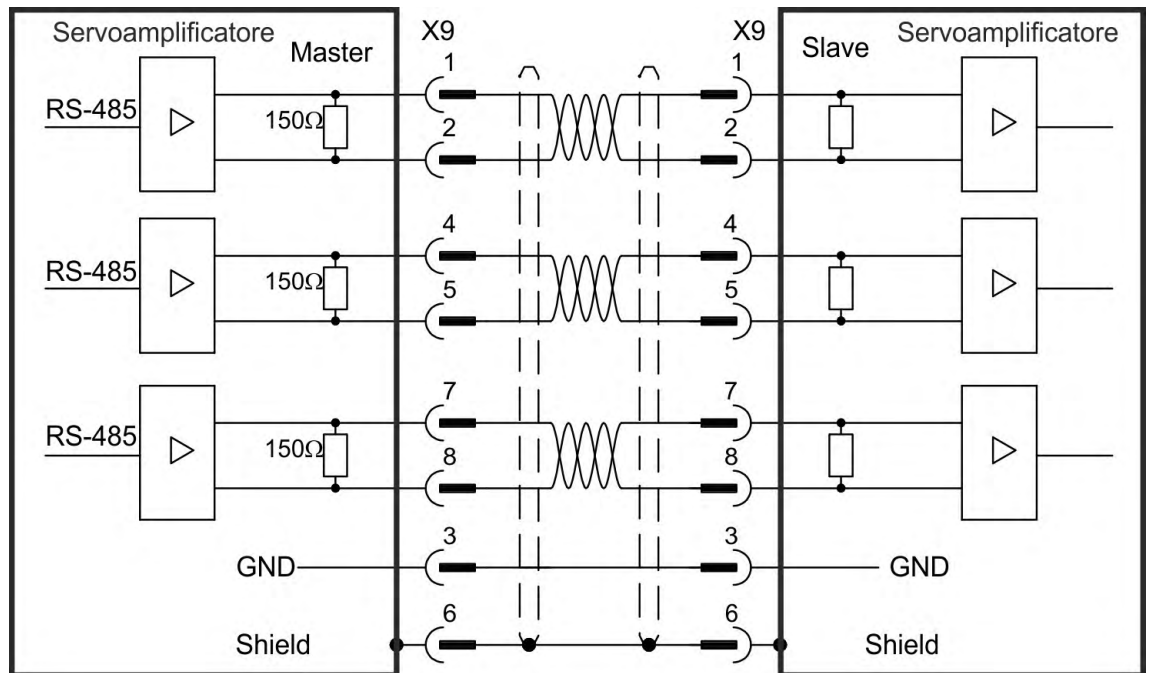 Servoamplificatore
Master
X9
X9
Slave
Servoamplificatore
1
1
RS-485
150Ω
2
2
4
4
RS-485
150Ω
5
5
7
7
RS-485
150Ω
8
8
3
3
GND
GND
6
6
Shield
Shield